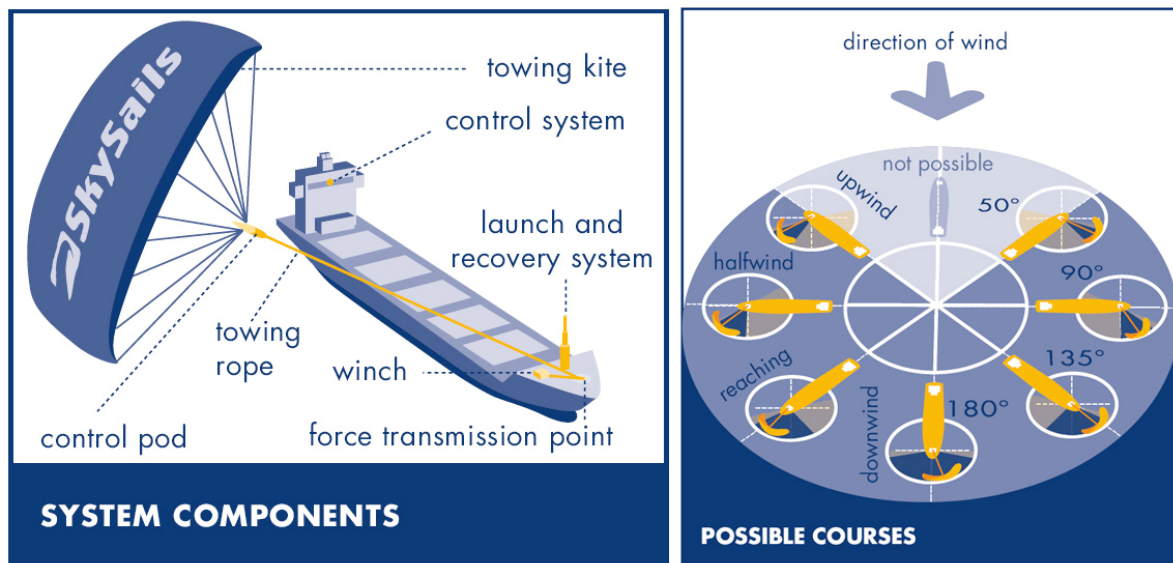 SkySails
towing kite
control system
launch and
recovery system
towing
rope
winch
control pod
force transmission point
SYSTEM COMPONENTS
direction of wind
not possible
upwind
50°
halfwind
90°
reaching
135°
downwind
180°
POSSIBLE COURSES